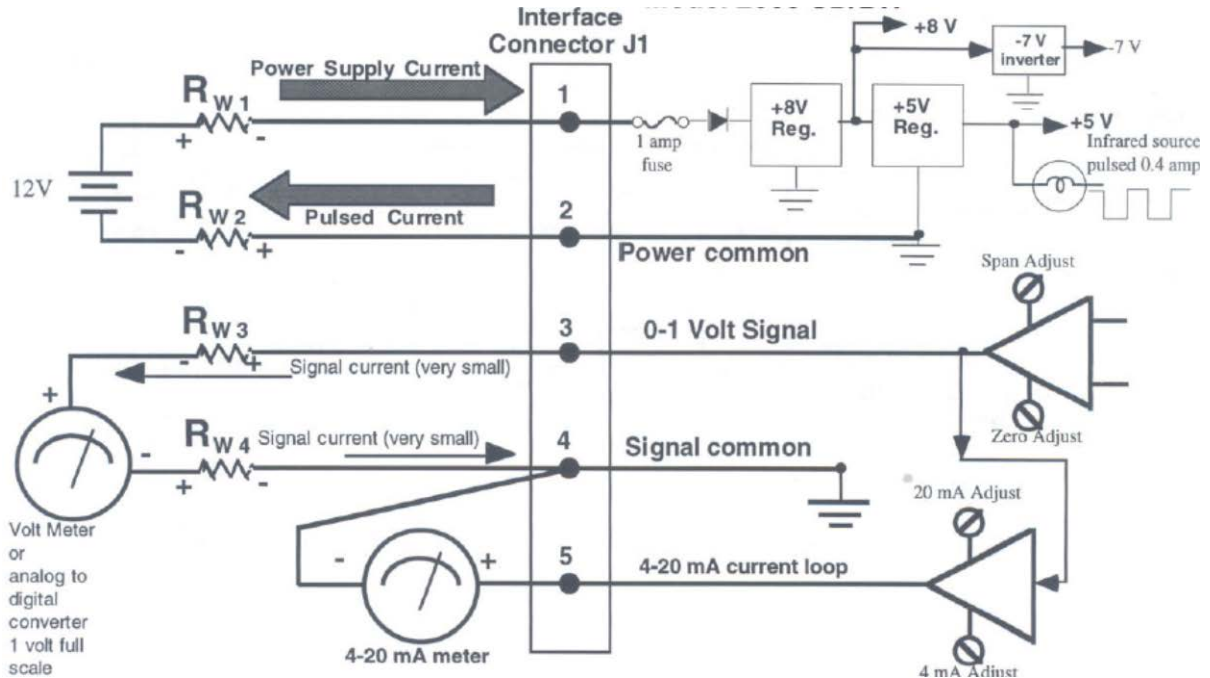 Interface
Connector J1
+8 V
-7 V
inverter
-7 V
Power Supply Current
R W 1
+
-
1
1 amp
fuse
+8V
Reg.
+5V
Reg.
+5 V
Infrared source
pulsed 0.4 amp
12V
R W 2
-
+
Pulsed Current
2
Power common
Span Adjust
R W 3
-
+
3
0-1 Volt Signal
Signal current (very small)
+
-
Zero Adjust
R W 4
+
-
Signal current (very small)
4
Signal common
20 mA Adjust
Volt Meter
or
analog to
digital
converter
1 volt full
scale
-
+
5
4-20 mA current loop
4-20 mA meter
4 mA Adjust